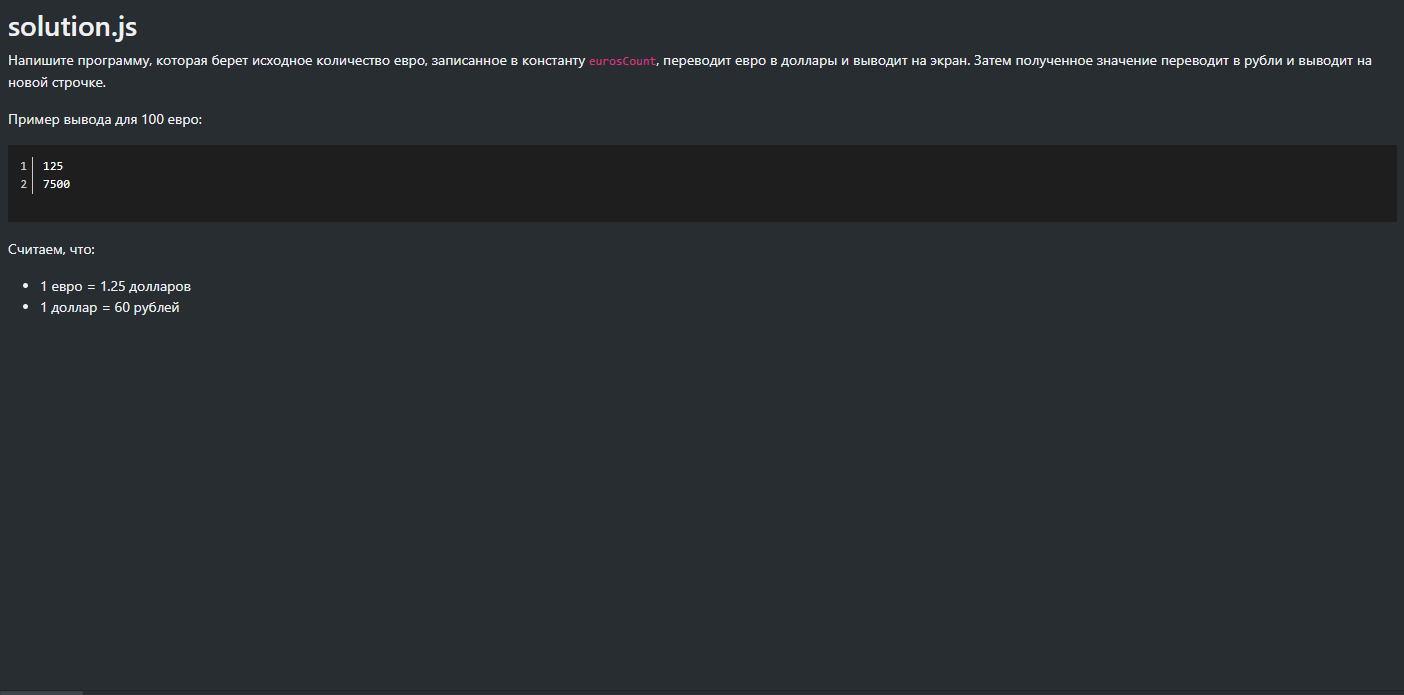 solution.js
Напишите программу, которая берет исходное количество евро, записанное в константу eurosCount, переводит евро в доллары и выводит на экран. Затем полученное значение переводит в рубли и выводит на
новой строчке.
Пример вывода для 100 евро:
1 125
2 7500
Считаем, что:
• 1 евро = 1.25 долларов
• 1 доллар = 60 рублей